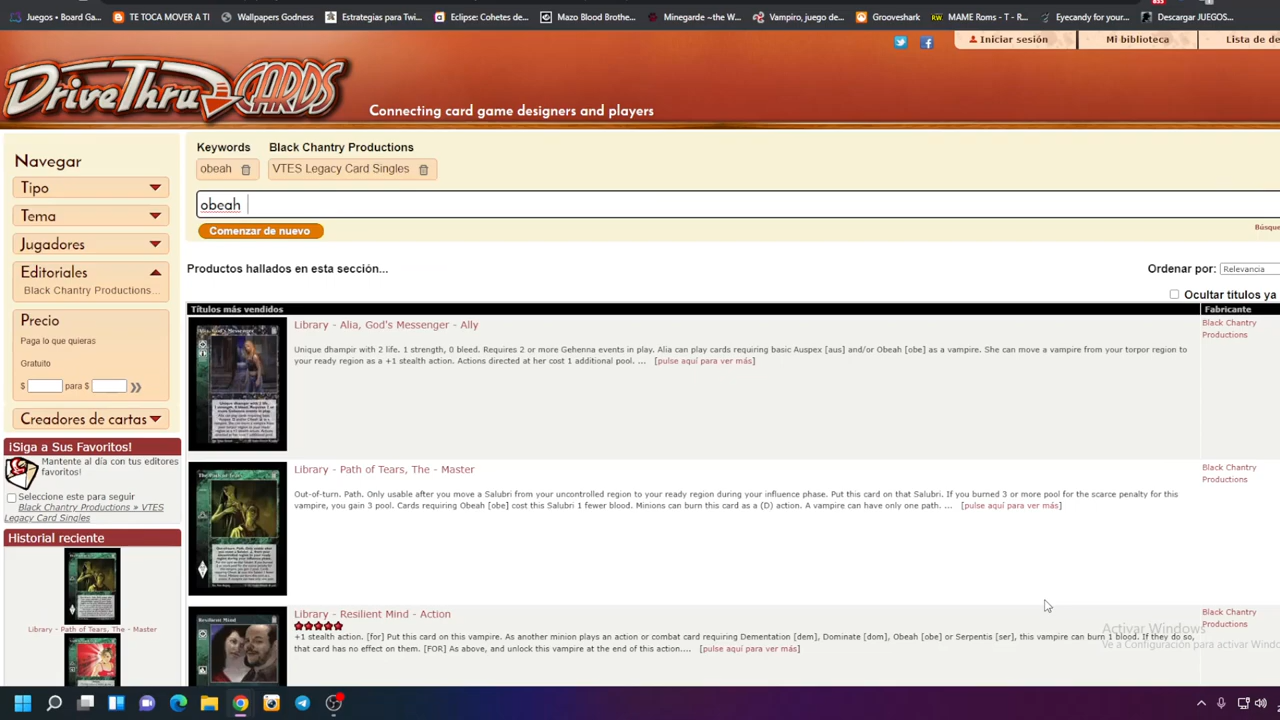 Juegos • Board Ga...
TE TOCA MOVER A TI
Wallpapers Godness
Estrategias para Twi...
Eclipse: Cohetes de...
Mazo Blood Brothe...
Minegarde ~the W...
Vampiro, juego de...
Grooveshark
MAME Roms - T - R...
Eyecandy for your...
Descargar JUEGOS...
Iniciar sesión
Mi biblioteca
Lista de de
DriveThru CARDS
Connecting card game designers and players
Navegar
Tipo
Tema
Jugadores
Editoriales
Black Chantry Productions...
Precio
Paga lo que quieras
Gratuito
$ para $
Creadores de cartas
¡Siga a Sus Favoritos!
Mantente al día con tus editores
favoritos!
Seleccione este para seguir
Black Chantry Productions » VTES
Legacy Card Singles
Historial reciente
Library - Path of Tears, The - Master
Keywords
Black Chantry Productions
obeah
VTES Legacy Card Singles
obeah
Comenzar de nuevo
Búsque
Productos hallados en esta sección...
Ordenar por: Relevancia
Ocultar títulos ya
Títulos más vendidos
Fabricante
Library - Alia, God's Messenger - Ally
Unique dhampir with 2 life. 1 strength, 0 bleed. Requires 2 or more Gehenna events in play. Alia can play cards requiring basic Auspex [aus] and/or Obeah [obe] as a vampire. She can move a vampire from your torpor region to
your ready region as a +1 stealth action. Actions directed at her cost 1 additional pool. ... [pulse aquí para ver más]
Black Chantry
Productions
Library - Path of Tears, The - Master
Out-of-turn. Path. Only usable after you move a Salubri from your uncontrolled region to your ready region during your influence phase. Put this card on that Salubri. If you burned 3 or more pool for the scarce penalty for this
vampire, you gain 3 pool. Cards requiring Obeah [obe] cost this Salubri 1 fewer blood. Minions can burn this card as a (D) action. A vampire can have only one path. ... [pulse aquí para ver más]
Black Chantry
Productions
Library - Resilient Mind - Action
+1 stealth action. [for] Put this card on this vampire. As another minion plays an action or combat card requiring Dementation [dem], Dominate [dom], Obeah [obe] or Serpentis [ser], this vampire can burn 1 blood. If they do so,
that card has no effect on them. [FOR] As above, and unlock this vampire at the end of this action.... [pulse aquí para ver más]
Black Chantry
Productions
Alia, God's Messenger
The Path of Tears
Resilient Mind
Activar Windows
Ve a Configuración para activar Windo